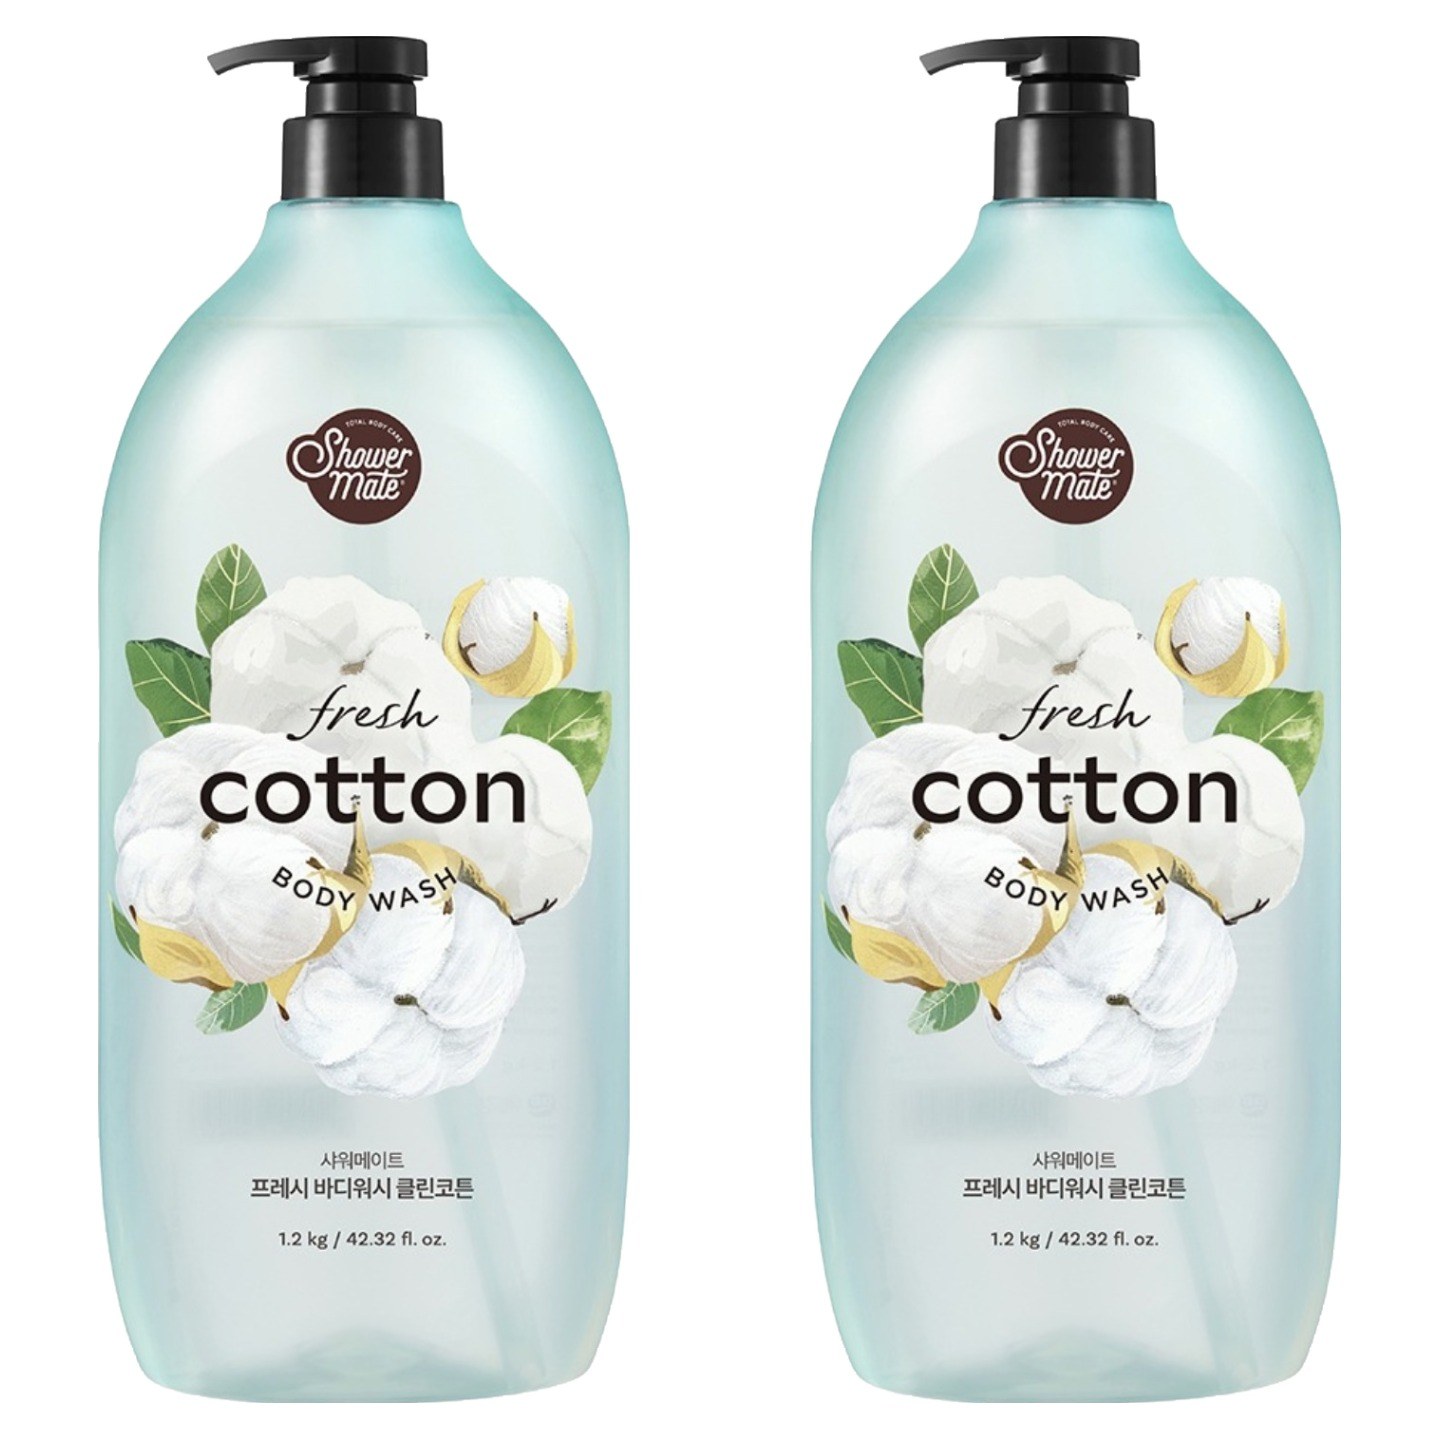 TOTAL BODY CARE
Shower
Mate®
fresh
cotton
BODY WASH
샤워메이트
프레시 바디워시 클린코튼
1.2 kg / 42.32 fl. oz.
TOTAL BODY CARE
Shower
Mate®
fresh
cotton
BODY WASH
샤워메이트
프레시 바디워시 클린코튼
1.2 kg / 42.32 fl. oz.